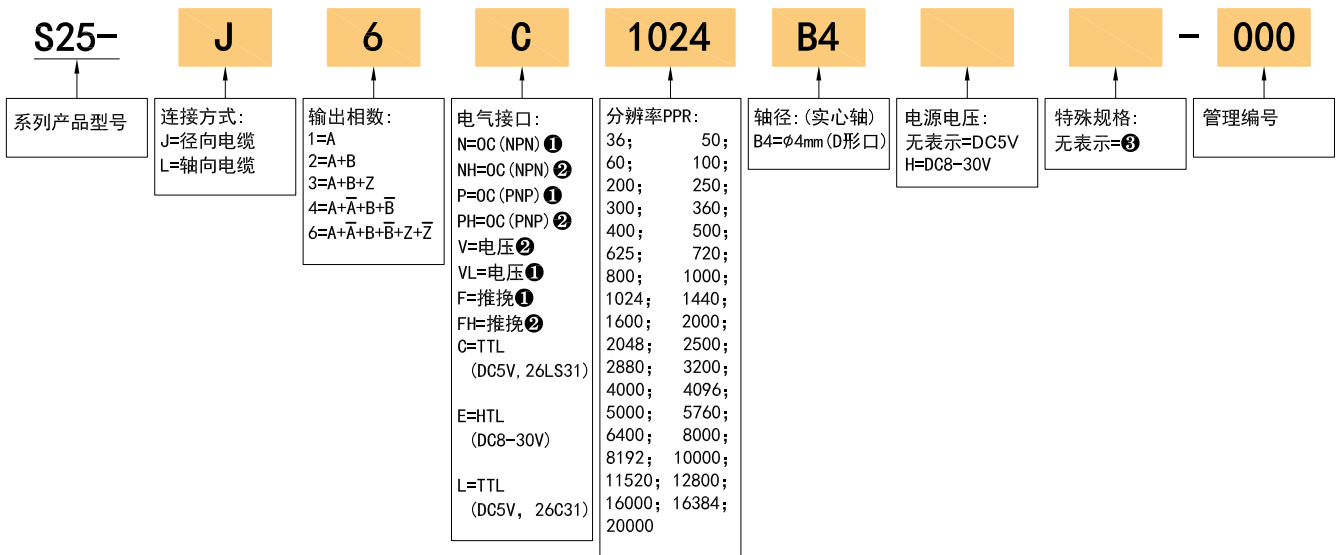 S25- J 6 C 1024 B4 - 000
系列产品型号
连接方式:
J=径向电缆
L=轴向电缆
输出相数:
1=A
2=A+B
3=A+B+Z
4=A+A̅+B+B̅
6=A+A̅+B+B̅+Z+Z̅
电气接口:
N=OC(NPN)❶
NH=OC(NPN)❷
P=OC(PNP)❶
PH=OC(PNP)❷
V=电压❷
VL=电压❶
F=推挽❶
FH=推挽❷
C=TTL
(DC5V,26LS31)
E=HTL
(DC8-30V)
L=TTL
(DC5V, 26C31)
分辨率PPR:
36; 50;
60; 100;
200; 250;
300; 360;
400; 500;
625; 720;
800; 1000;
1024; 1440;
1600; 2000;
2048; 2500;
2880; 3200;
4000; 4096;
5000; 5760;
6400; 8000;
8192; 10000;
11520; 12800;
16000; 16384;
20000
轴径:(实心轴)
B4=φ4mm(D形口)
电源电压:
无表示=DC5V
H=DC8-30V
特殊规格:
无表示=❸
管理编号